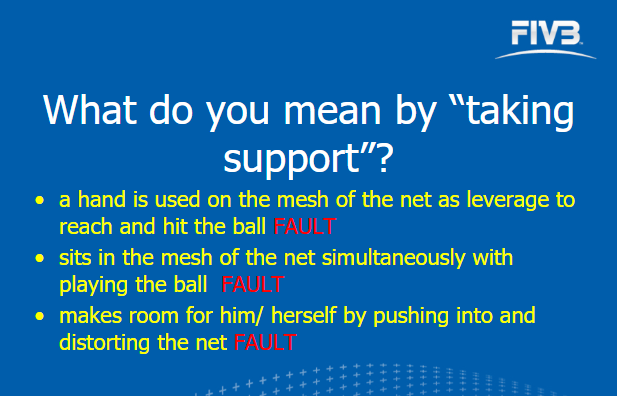 FIVB
What do you mean by “taking
support”?
• a hand is used on the mesh of the net as leverage to
reach and hit the ball FAULT
• sits in the mesh of the net simultaneously with
playing the ball FAULT
• makes room for him/ herself by pushing into and
distorting the net FAULT